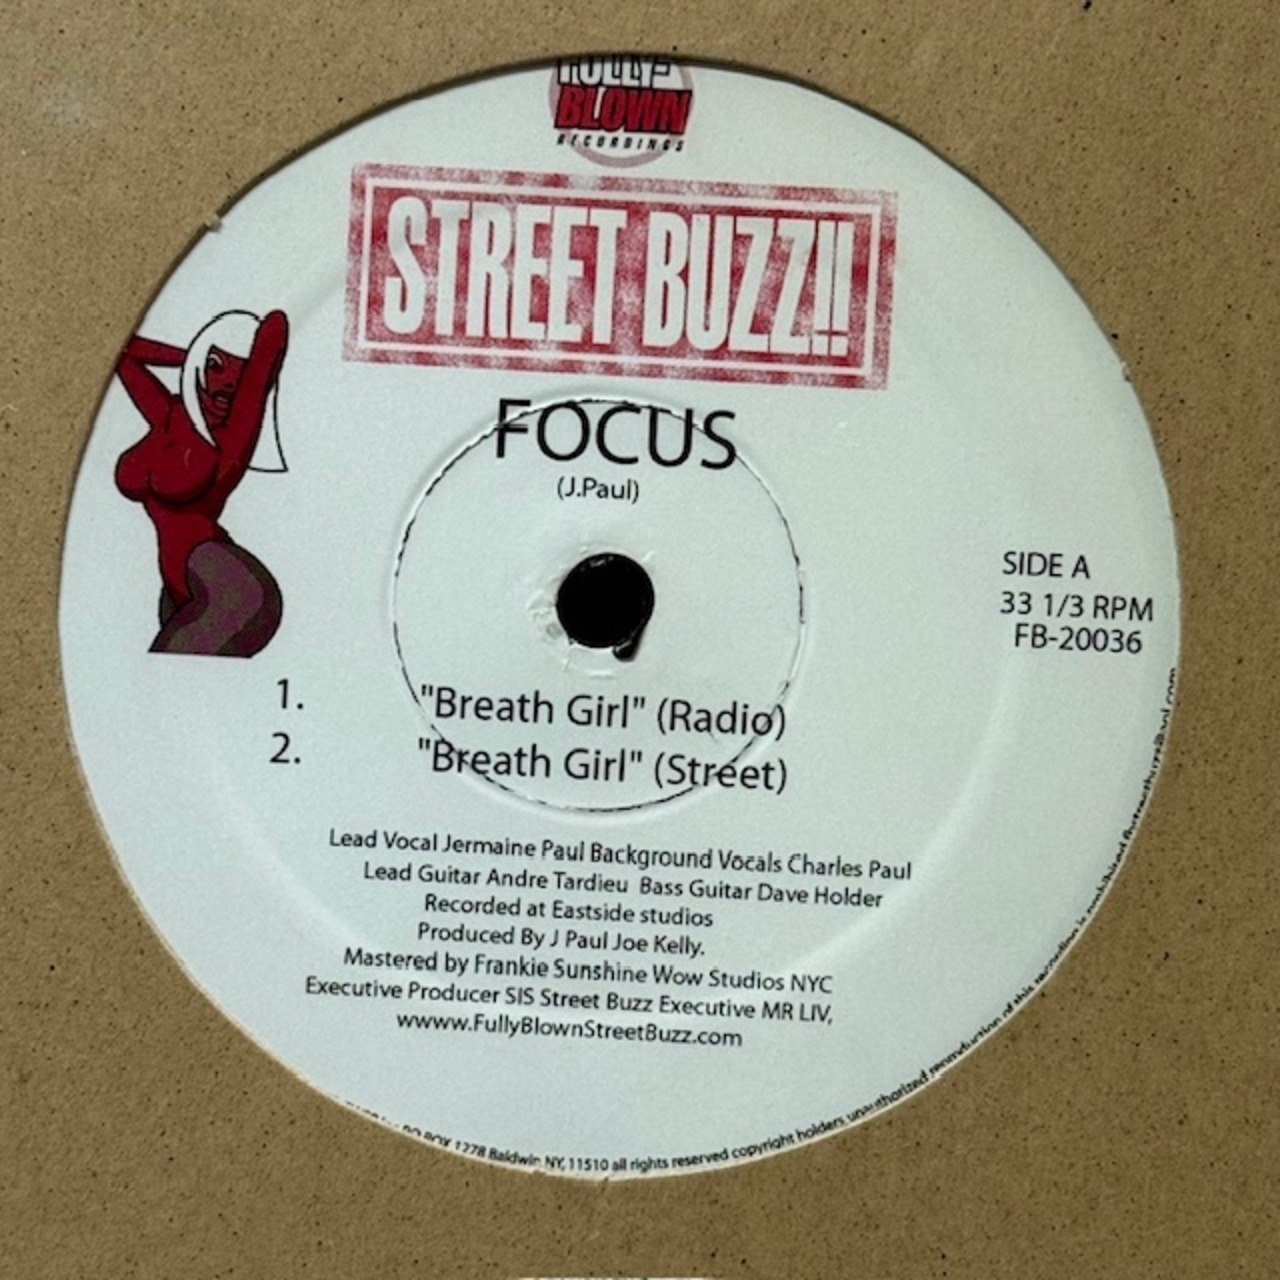 FULLY-
BLOWN
RECORDINGS
STREET BUZZ!!
FOCUS
(J.Paul)
SIDE A
33 1/3 RPM
FB-20036
1. "Breath Girl" (Radio)
2. "Breath Girl" (Street)
Lead Vocal Jermaine Paul Background Vocals Charles Paul
Lead Guitar Andre Tardieu Bass Guitar Dave Holder
Recorded at Eastside studios
Produced By J Paul Joe Kelly.
Mastered by Frankie Sunshine Wow Studios NYC
Executive Producer SIS Street Buzz Executive MR LIV,
wwww.FullyBlownStreetBuzz.com
PO BOX 1278 Baldwin NY, 11510 all rights reserved copyright holders unauthorized reproduction of this recording is prohibited